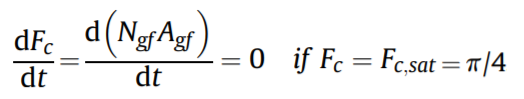 dF_c/dt = d(N_gf A_gf)/dt = 0 if F_c = F_c,sat = π/4